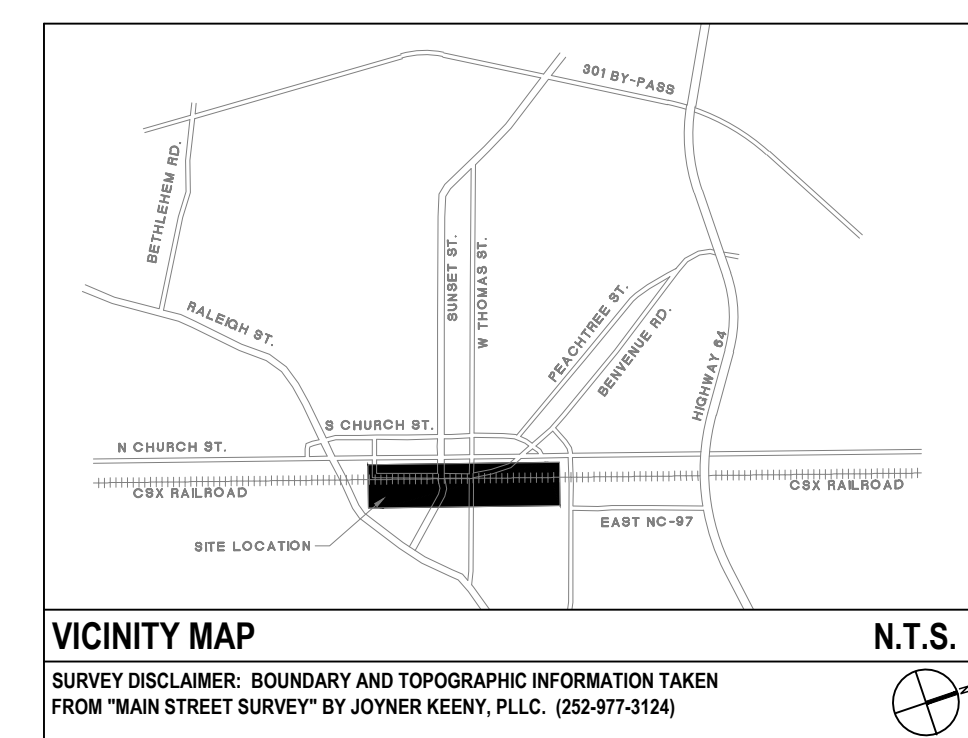 301 BY-PASS
BETHLEHEM RD.
RALEIGH ST.
SUNSET ST.
W THOMAS ST.
PEACHTREE ST.
BENVENUE RD.
HIGHWAY 64
S CHURCH ST.
N CHURCH ST.
CSX RAILROAD
CSX RAILROAD
EAST NC-97
SITE LOCATION
VICINITY MAP N.T.S.
SURVEY DISCLAIMER: BOUNDARY AND TOPOGRAPHIC INFORMATION TAKEN
FROM "MAIN STREET SURVEY" BY JOYNER KEENY, PLLC. (252-977-3124)
N